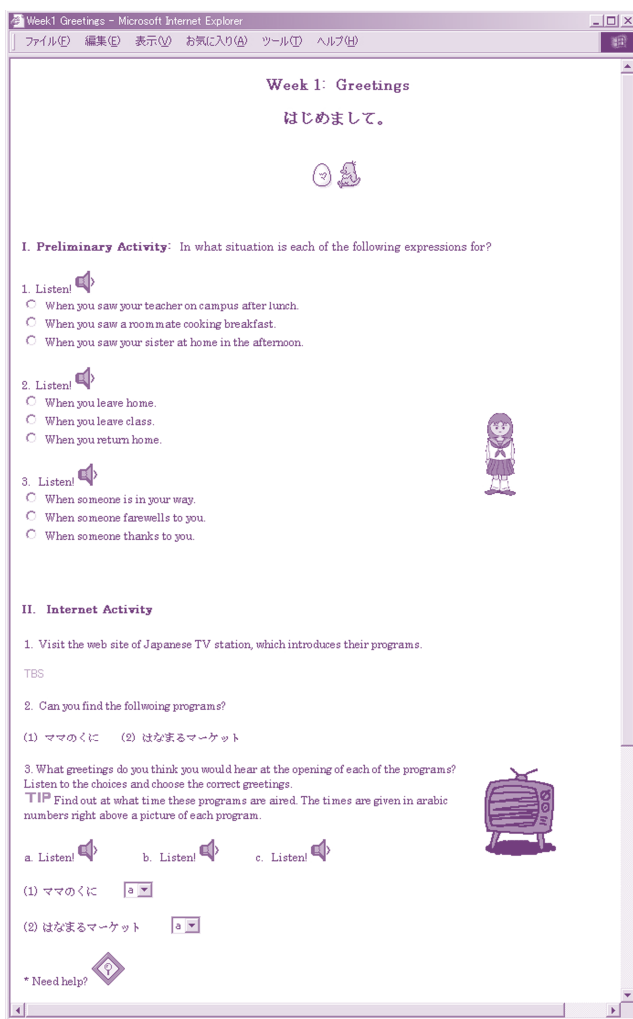 Week1 Greetings - Microsoft Internet Explorer
ファイル(F) 編集(E) 表示(V) お気に入り(A) ツール(T) ヘルプ(H)
Week 1: Greetings
はじめまして。
I. Preliminary Activity: In what situation is each of the following expressions for?
1. Listen!
When you saw your teacher on campus after lunch.
When you saw a roommate cooking breakfast.
When you saw your sister at home in the afternoon.
2. Listen!
When you leave home.
When you leave class.
When you return home.
3. Listen!
When someone is in your way.
When someone farewells to you.
When someone thanks to you.
II. Internet Activity
1. Visit the web site of Japanese TV station, which introduces their programs.
TBS
2. Can you find the follwoing programs?
(1) ママのくに (2) はなまるマーケット
3. What greetings do you think you would hear at the opening of each of the programs?
Listen to the choices and choose the correct greetings.
TIP Find out at what time these programs are aired. The times are given in arabic
numbers right above a picture of each program.
a. Listen! b. Listen! c. Listen!
(1) ママのくに a
(2) はなまるマーケット a
* Need help?